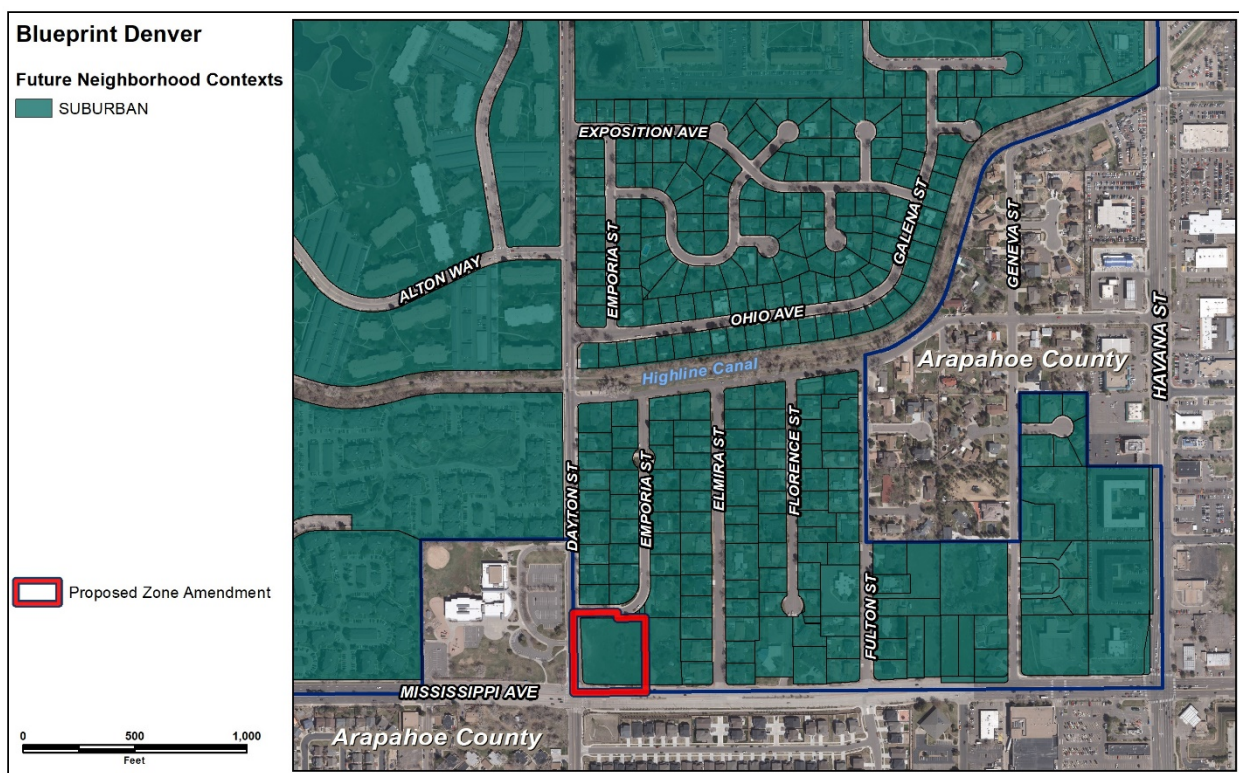 Blueprint Denver
Future Neighborhood Contexts
SUBURBAN
Proposed Zone Amendment
0 500 1,000
Feet
EXPOSITION AVE
EMPORIA ST
GALENA ST
GENEVA ST
ALTON WAY
OHIO AVE
HAVANA ST
Arapahoe County
Highline Canal
DAYTON ST
EMPORIA ST
ELMIRA ST
FLORENCE ST
FULTON ST
MISSISSIPPI AVE
Arapahoe County